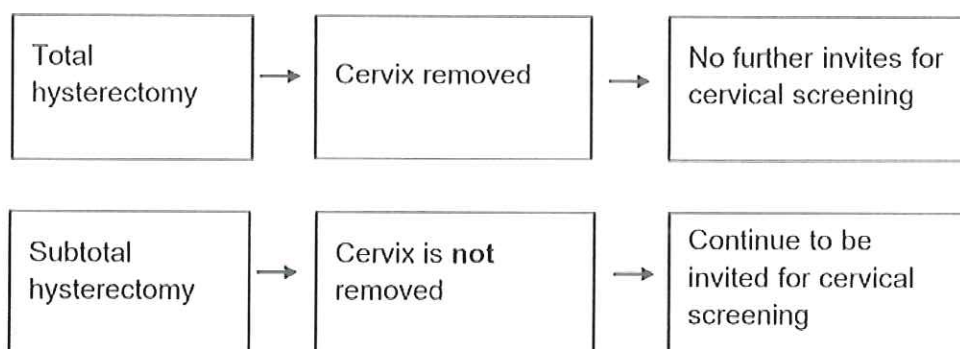 Total
hysterectomy
Cervix removed
No further invites for
cervical screening
Subtotal
hysterectomy
Cervix is not
removed
Continue to be
invited for cervical
screening